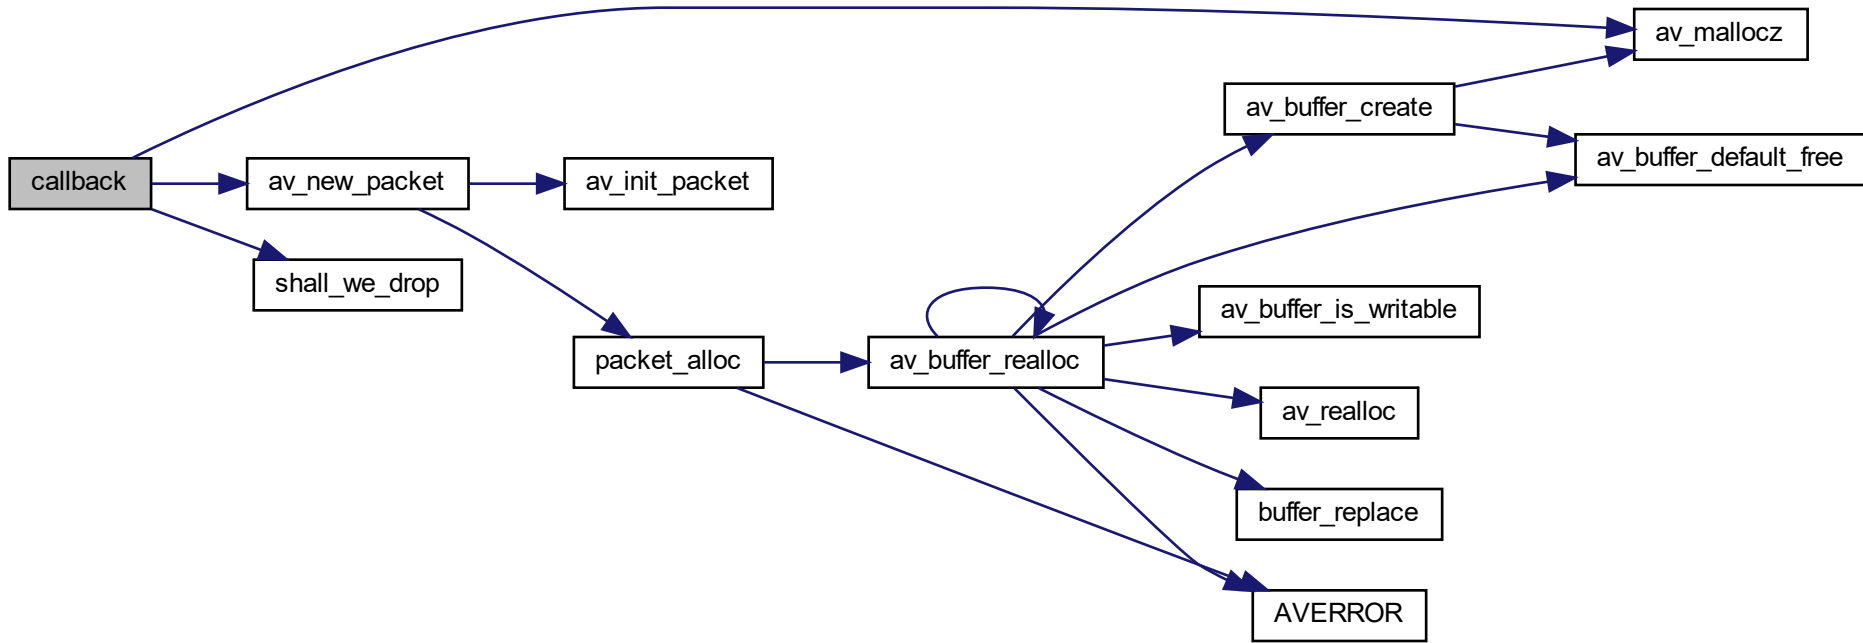 av_mallocz
av_buffer_create
av_buffer_default_free
callback
av_new_packet
av_init_packet
shall_we_drop
av_buffer_is_writable
packet_alloc
av_buffer_realloc
av_realloc
buffer_replace
AVERROR